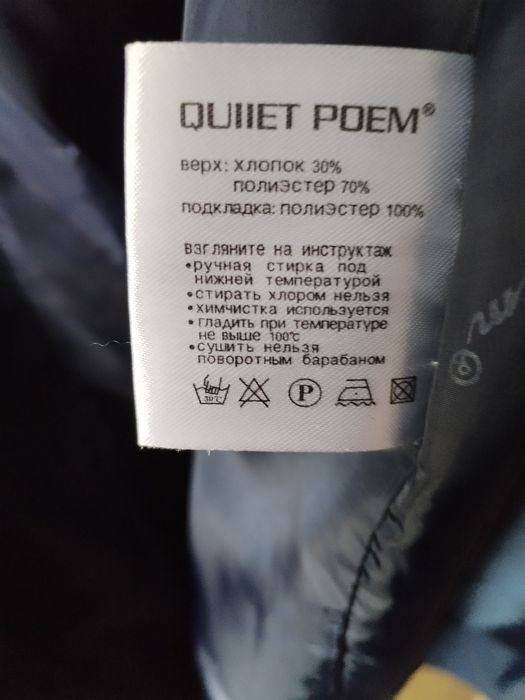 QUIIET POEM®
верх: хлопок 30%
полиэстер 70%
подкладка: полиэстер 100%
взгляните на инструктаж
•ручная стирка под
нижней температурой
•стирать хлором нельзя
•химчистка используется
•гладить при температуре
не выше 100℃
•сушить нельзя
поворотным барабаном
30℃ P